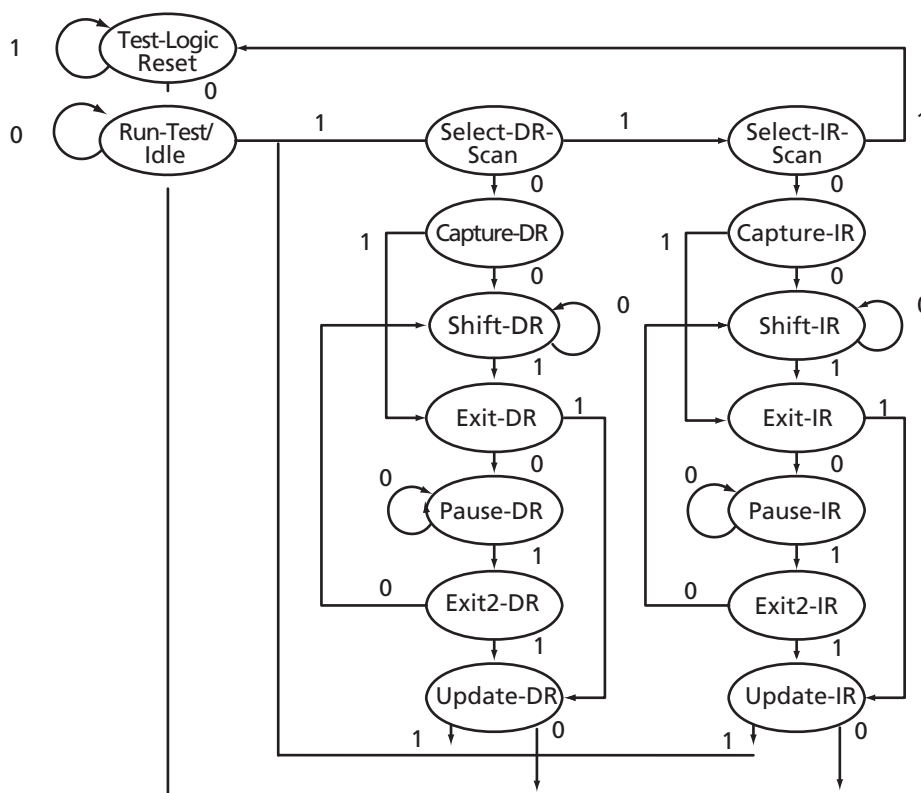 1
Test-Logic
Reset
0
0
Run-Test/
Idle
1
Select-DR-
Scan
1
Select-IR-
Scan
1
0
0
1
Capture-DR
1
Capture-IR
0
0
Shift-DR
0
Shift-IR
0
1
1
Exit-DR
1
Exit-IR
1
0
0
0
Pause-DR
0
Pause-IR
1
1
0
Exit2-DR
0
Exit2-IR
1
1
Update-DR
Update-IR
1
0
1
0